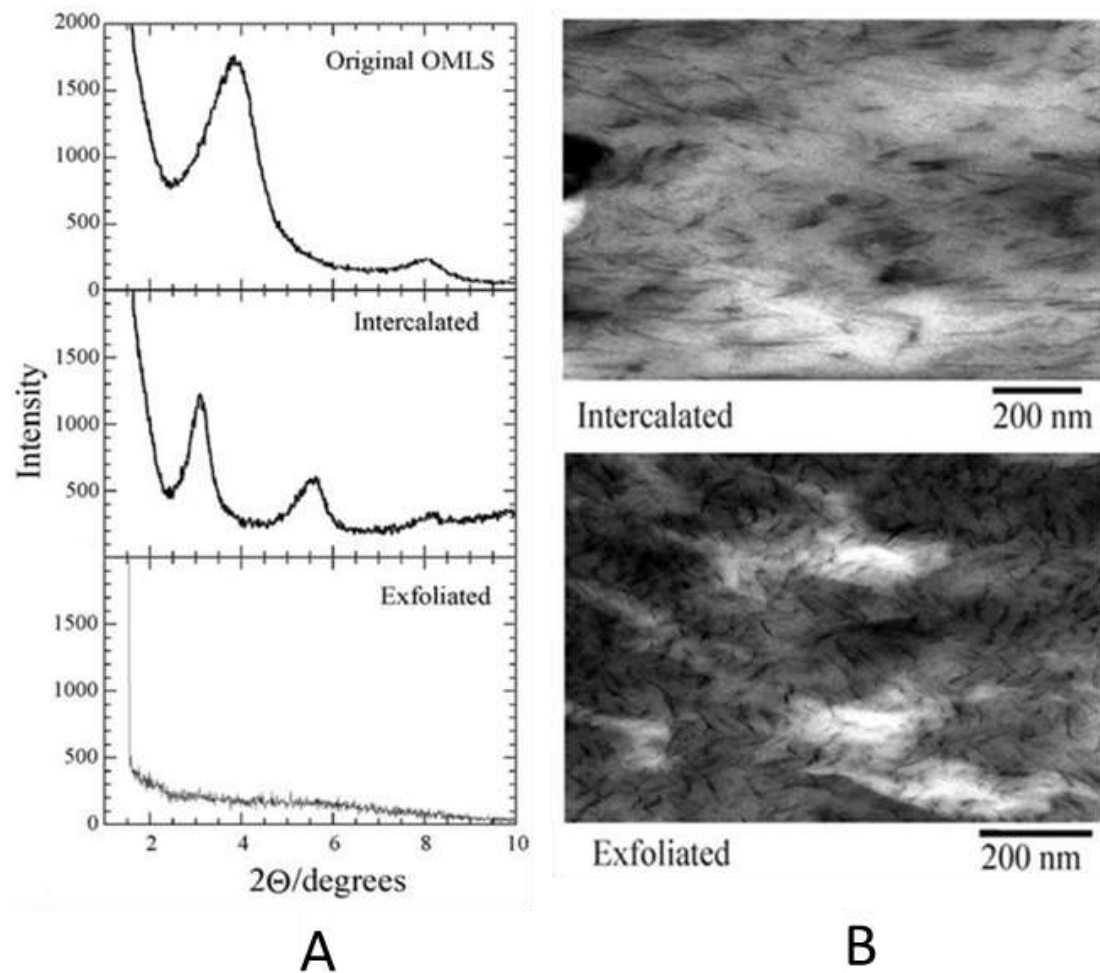 2000
Original OMLS
1500
1000
500
0
Intercalated
1500
1000
500
Exfoliated
1500
1000
500
0
2 4 6 8 10
Intensity
2Θ/degrees
A
Intercalated
200 nm
Exfoliated
200 nm
B